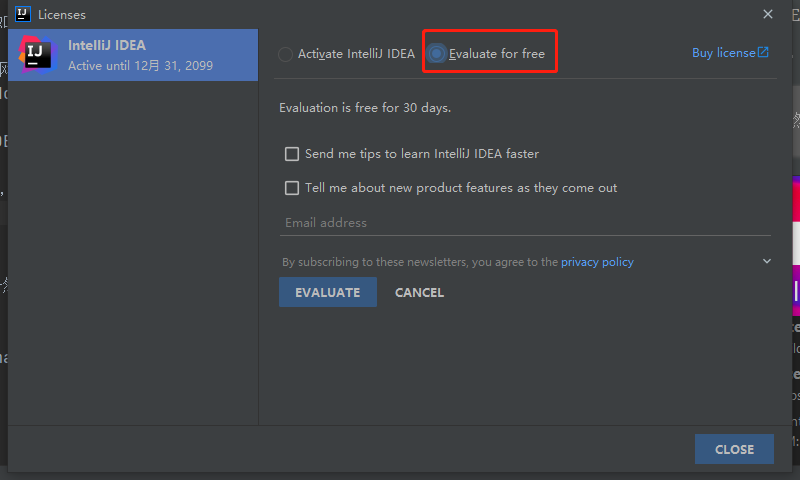 Licenses
IntelliJ IDEA
Active until 12月 31, 2099
Activate IntelliJ IDEA
Evaluate for free
Buy license
Evaluation is free for 30 days.
Send me tips to learn IntelliJ IDEA faster
Tell me about new product features as they come out
Email address
By subscribing to these newsletters, you agree to the privacy policy
EVALUATE
CANCEL
CLOSE